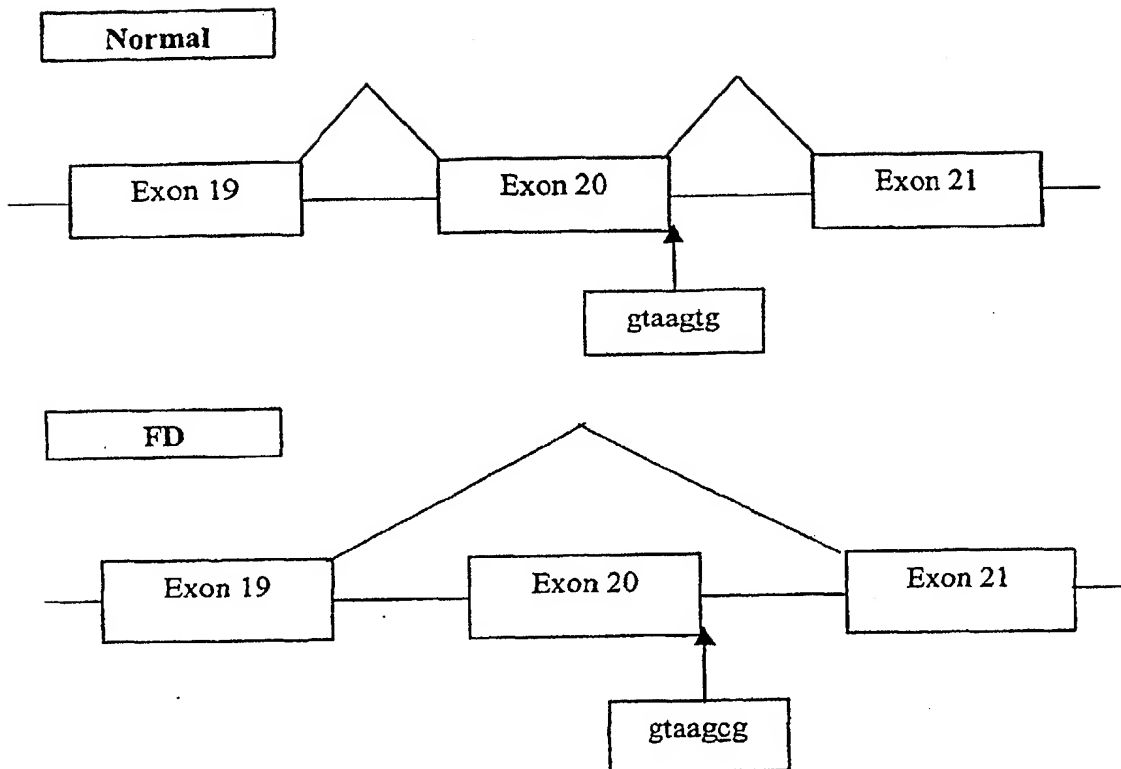 Normal
Exon 19
Exon 20
Exon 21
gtaagtg
FD
Exon 19
Exon 20
Exon 21
gtaagcg